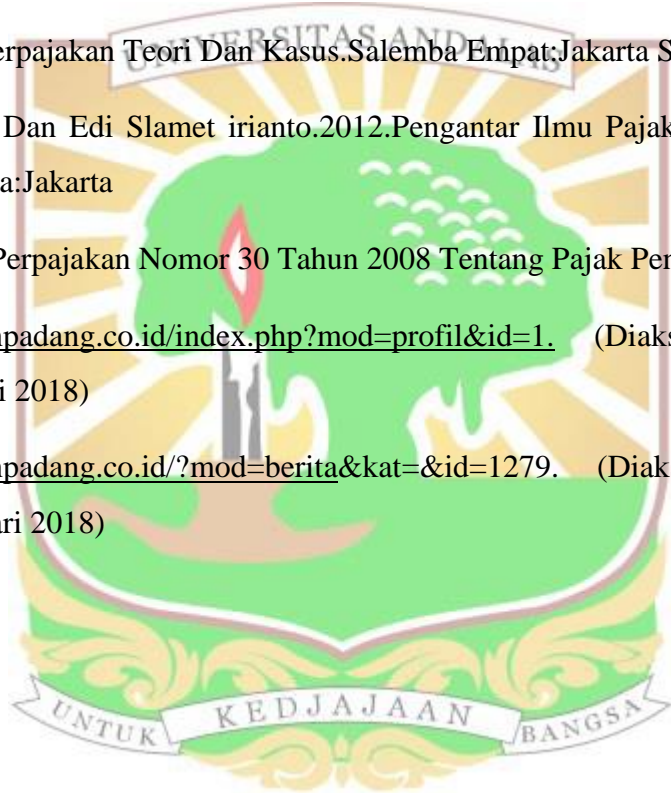 UNIVERSITAS ANDALAS
erpajakan Teori Dan Kasus.Salemba Empat:Jakarta S
Dan Edi Slamet irianto.2012.Pengantar Ilmu Pajak
a:Jakarta
Perpajakan Nomor 30 Tahun 2008 Tentang Pajak Pen
npadang.co.id/index.php?mod=profil&id=1. (Diaks
i 2018)
npadang.co.id/?mod=berita&kat=&id=1279. (Diak
ari 2018)
UNTUK KEDJAJAAN BANGSA